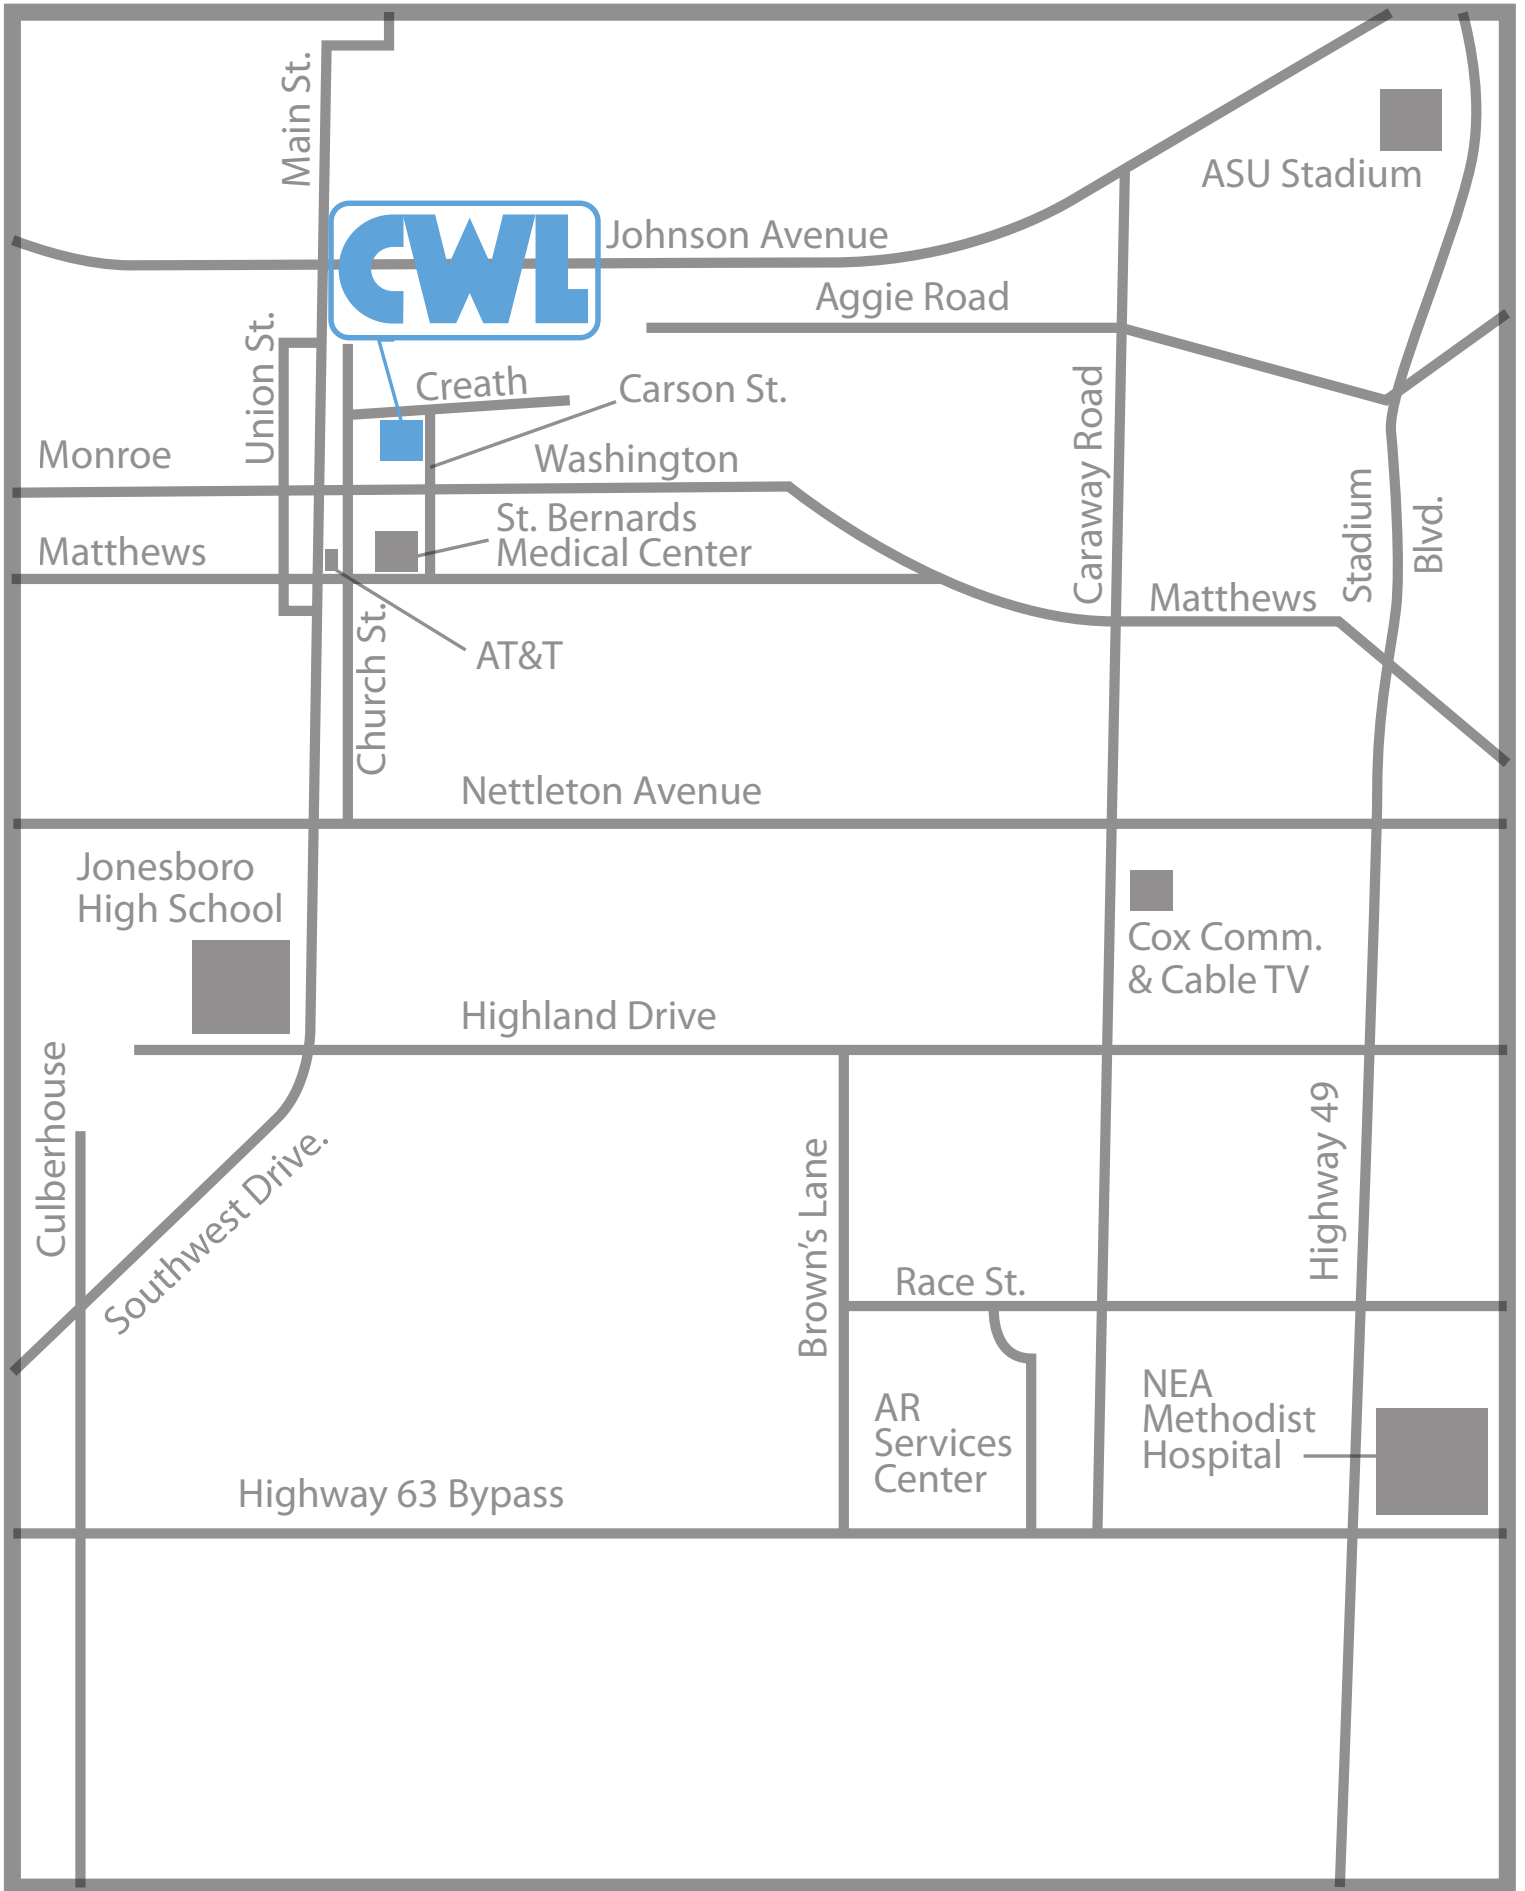 Main St.
ASU Stadium
CWL
Johnson Avenue
Aggie Road
Union St.
Creath
Carson St.
Caraway Road
Monroe
Washington
Stadium
Blvd.
St. Bernards
Medical Center
Matthews
Matthews
Church St.
AT&T
Nettleton Avenue
Jonesboro
High School
Cox Comm.
& Cable TV
Highland Drive
Culberhouse
Southwest Drive.
Brown's Lane
Highway 49
Race St.
AR
Services
Center
NEA
Methodist
Hospital
Highway 63 Bypass